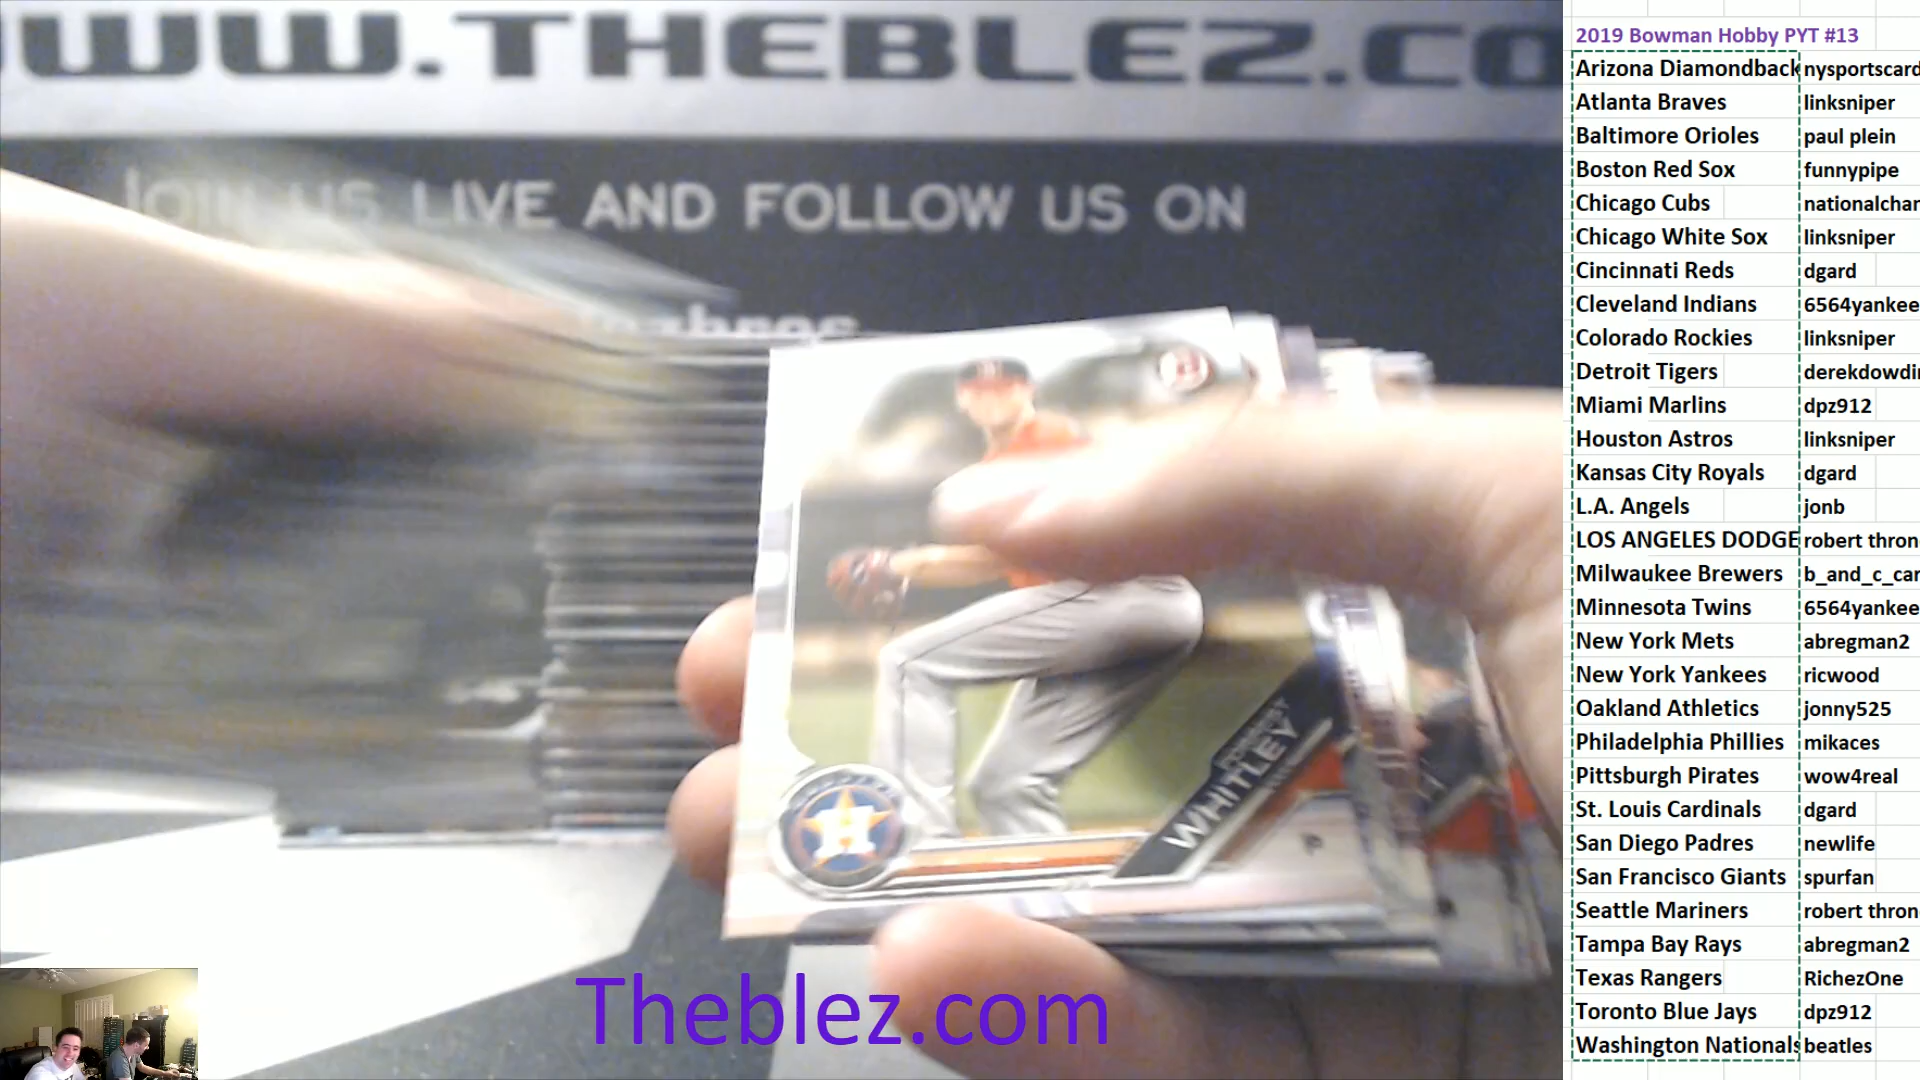 WW.THEBLEZ.CO
JOIN US LIVE AND FOLLOW US ON
WHITLEY
Theblez.com
2019 Bowman Hobby PYT #13
Arizona Diamondback nysportscard
Atlanta Braves linksniper
Baltimore Orioles paul plein
Boston Red Sox funnypipe
Chicago Cubs nationalchar
Chicago White Sox linksniper
Cincinnati Reds dgard
Cleveland Indians 6564yankee
Colorado Rockies linksniper
Detroit Tigers derekdowdin
Miami Marlins dpz912
Houston Astros linksniper
Kansas City Royals dgard
L.A. Angels jonb
LOS ANGELES DODGE robert thron
Milwaukee Brewers b_and_c_car
Minnesota Twins 6564yankee
New York Mets abregman2
New York Yankees ricwood
Oakland Athletics jonny525
Philadelphia Phillies mikaces
Pittsburgh Pirates wow4real
St. Louis Cardinals dgard
San Diego Padres newlife
San Francisco Giants spurfan
Seattle Mariners robert thron
Tampa Bay Rays abregman2
Texas Rangers RichezOne
Toronto Blue Jays dpz912
Washington Nationals beatles